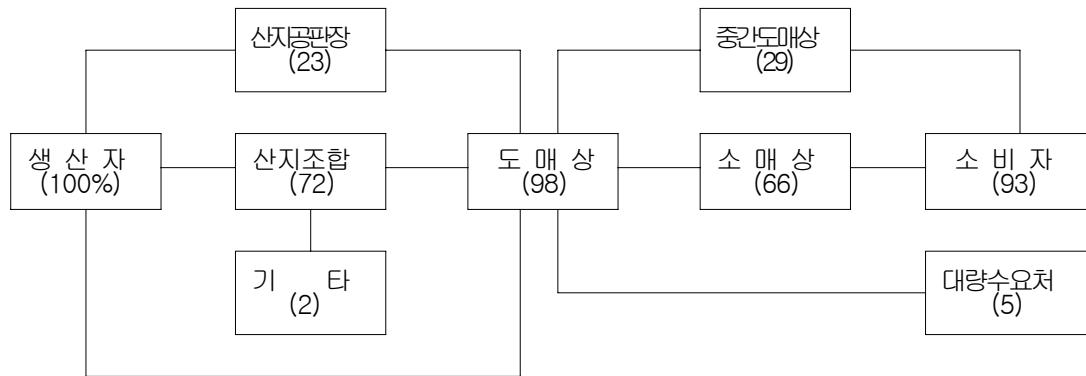 산지공판장
(23)
중간도매상
(29)
생 산 자
(100%)
산지조합
(72)
도 매 상
(98)
소 매 상
(66)
소 비 자
(93)
기 타
(2)
대량수요처
(5)